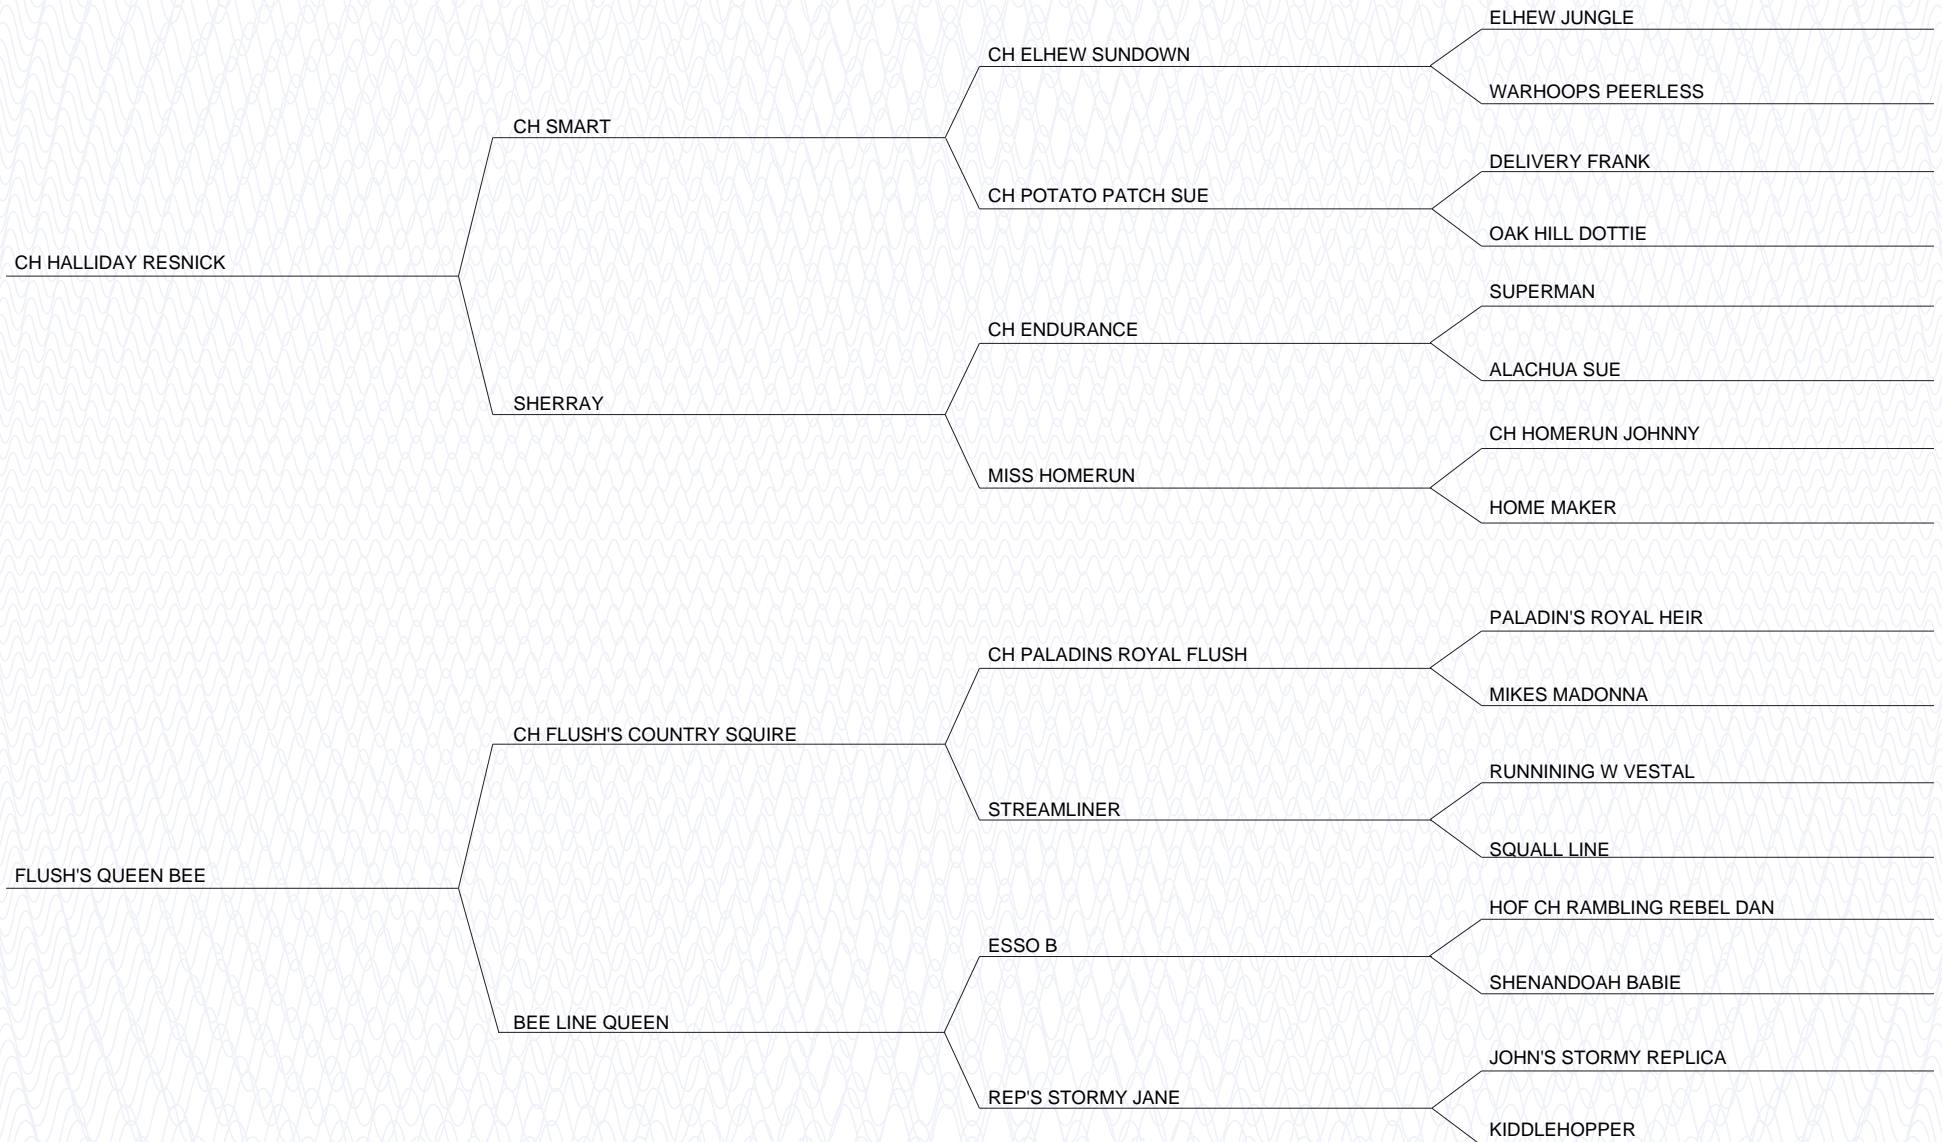 ELHEW JUNGLE
CH ELHEW SUNDOWN
WARHOOPS PEERLESS
CH SMART
DELIVERY FRANK
CH POTATO PATCH SUE
OAK HILL DOTTIE
CH HALLIDAY RESNICK
SUPERMAN
CH ENDURANCE
ALACHUA SUE
SHERRAY
CH HOMERUN JOHNNY
MISS HOMERUN
HOME MAKER
PALADIN'S ROYAL HEIR
CH PALADINS ROYAL FLUSH
MIKES MADONNA
CH FLUSH'S COUNTRY SQUIRE
RUNNINING W VESTAL
STREAMLINER
SQUALL LINE
FLUSH'S QUEEN BEE
HOF CH RAMBLING REBEL DAN
ESSO B
SHENANDOAH BABIE
BEE LINE QUEEN
JOHN'S STORMY REPLICA
REP'S STORMY JANE
KIDDLEHOPPER